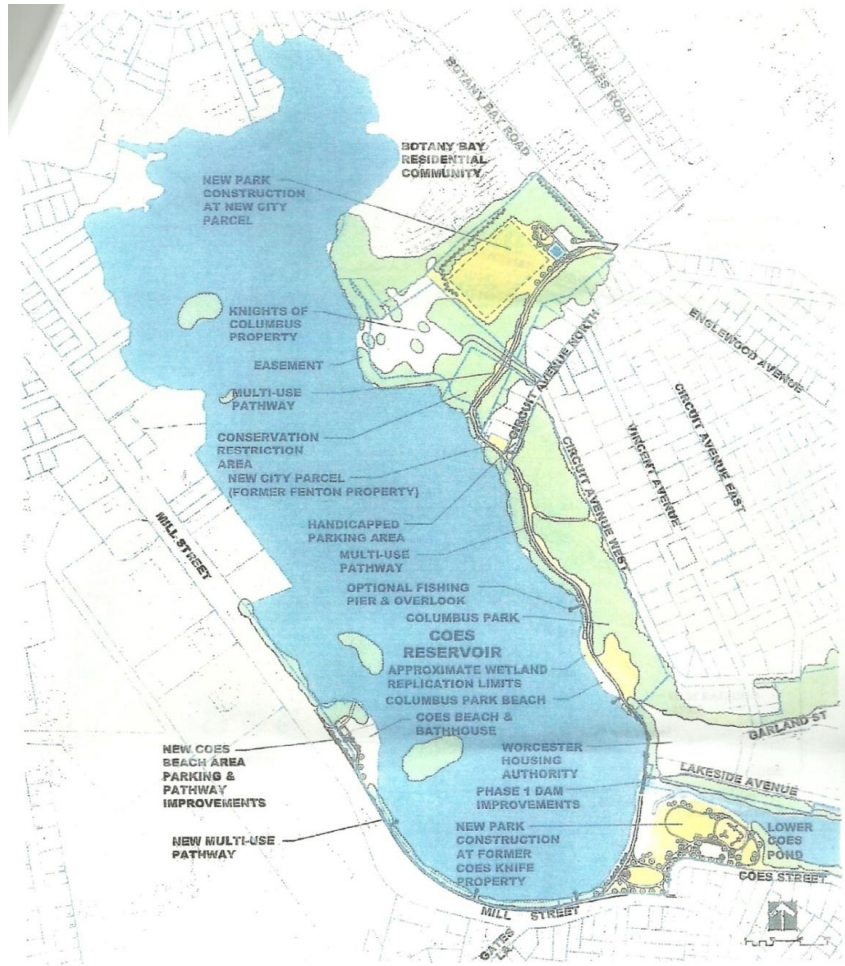 KNOWLES ROAD
BOTANY BAY ROAD
BOTANY BAY
RESIDENTIAL
COMMUNITY
NEW PARK
CONSTRUCTION
AT NEW CITY
PARCEL
KNIGHTS OF
COLUMBUS
PROPERTY
EASEMENT
MULTI-USE
PATHWAY
CONSERVATION
RESTRICTION
AREA
NEW CITY PARCEL
(FORMER FENTON PROPERTY)
HANDICAPPED
PARKING AREA
MULTI-USE
PATHWAY
OPTIONAL FISHING
PIER & OVERLOOK
COLUMBUS PARK
COES
RESERVOIR
APPROXIMATE WETLAND
REPLICATION LIMITS
COLUMBUS PARK BEACH
COES BEACH &
BATHHOUSE
WORCESTER
HOUSING
AUTHORITY
PHASE 1 DAM
IMPROVEMENTS
NEW PARK
CONSTRUCTION
AT FORMER
COES KNIFE
PROPERTY
CIRCUIT AVENUE NORTH
ENGLEWOOD AVENUE
CIRCUIT AVENUE EAST
VINCENT AVENUE
CIRCUIT AVENUE WEST
MILL STREET
NEW COES
BEACH AREA
PARKING &
PATHWAY
IMPROVEMENTS
NEW MULTI-USE
PATHWAY
GARLAND ST
LAKESIDE AVENUE
LOWER
COES
POND
COES STREET
MILL STREET
GATES LA